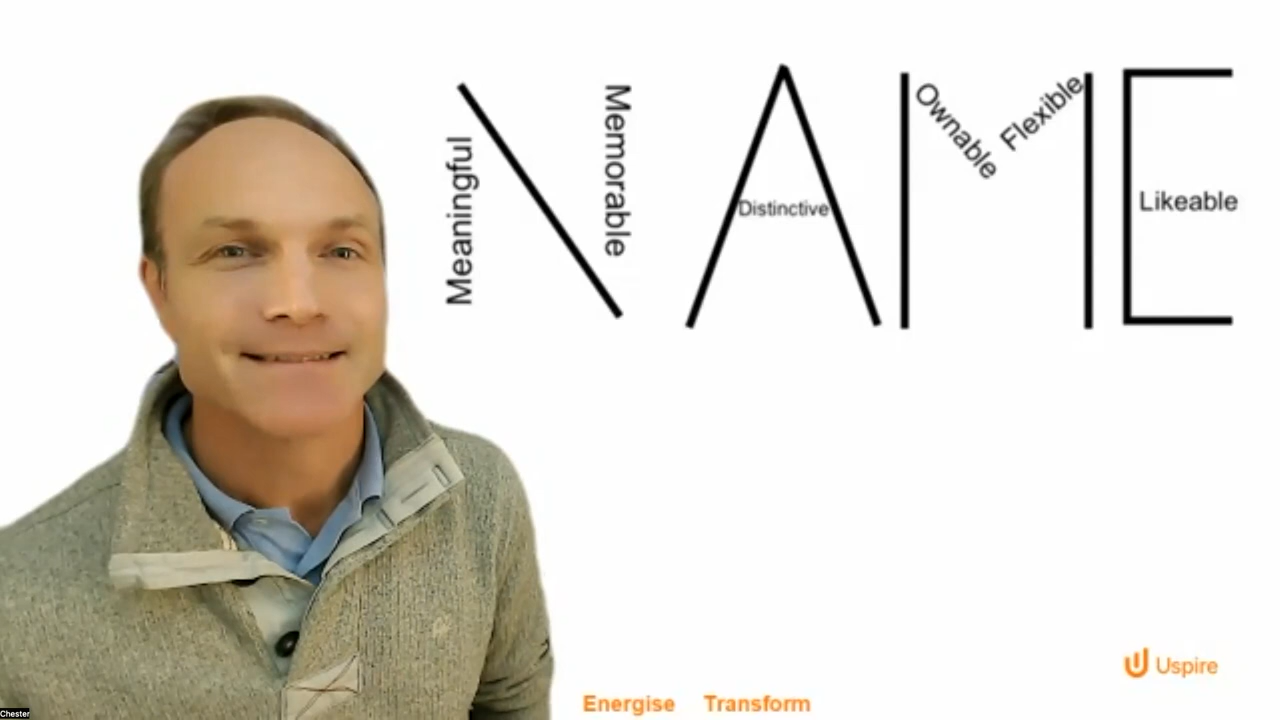 NAME
Meaningful
Memorable
Distinctive
Ownable
Flexible
Likeable
Uspire
Energise Transform
Chester